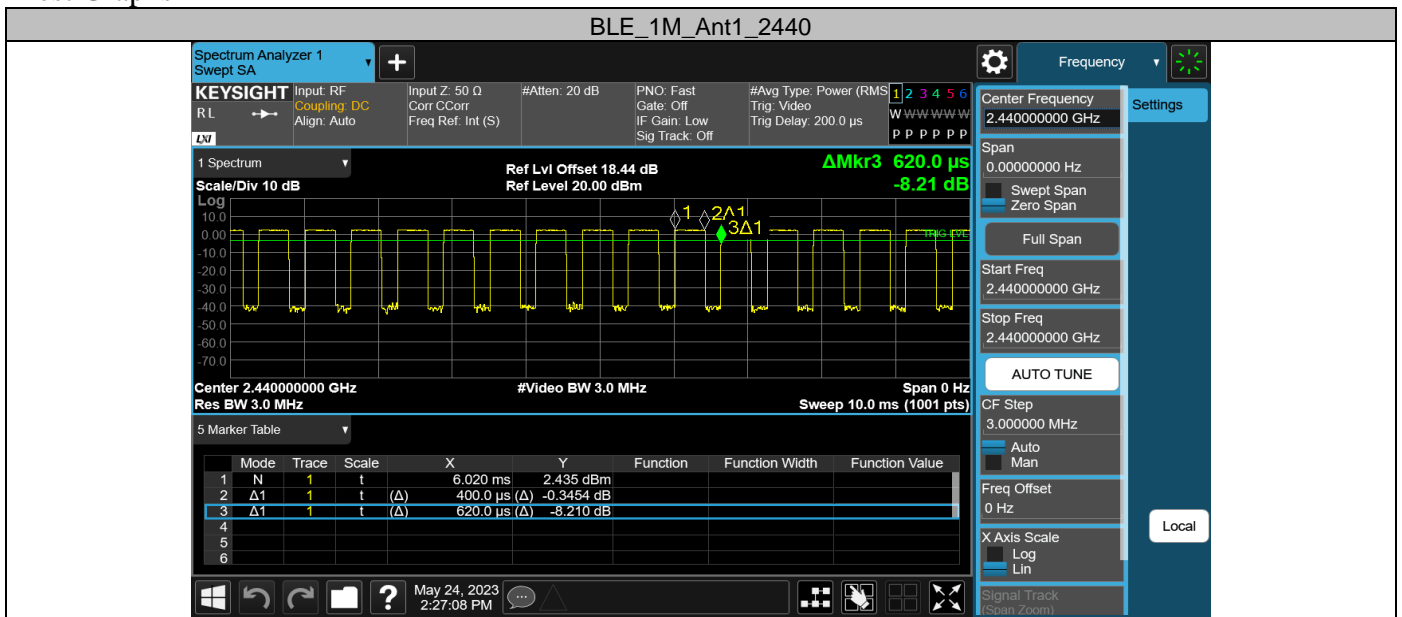 BLE_1M_Ant1_2440
Spectrum Analyzer 1
Swept SA
Frequency
KEYSIGHT
RL
LXI
Input: RF
Coupling: DC
Align: Auto
Input Z: 50 Ω
Corr CCorr
Freq Ref: Int (S)
#Atten: 20 dB
PNO: Fast
Gate: Off
IF Gain: Low
Sig Track: Off
#Avg Type: Power (RMS
Trig: Video
Trig Delay: 200.0 µs
1 2 3 4 5 6
W W W W W W
P P P P P P
1 Spectrum
Scale/Div 10 dB
Log
Ref Lvl Offset 18.44 dB
Ref Level 20.00 dBm
ΔMkr3 620.0 µs
-8.21 dB
10.0
0.00
-10.0
-20.0
-30.0
-40.0
-50.0
-60.0
-70.0
1
2Δ1
3Δ1
TRIG LVL
Center 2.440000000 GHz
#Video BW 3.0 MHz
Span 0 Hz
Res BW 3.0 MHz
Sweep 10.0 ms (1001 pts)
5 Marker Table
Mode Trace Scale X Y Function Function Width Function Value
1 N 1 t 6.020 ms 2.435 dBm
2 Δ1 1 t (Δ) 400.0 µs (Δ) -0.3454 dB
3 Δ1 1 t (Δ) 620.0 µs (Δ) -8.210 dB
4
5
6
May 24, 2023
2:27:08 PM
Center Frequency
2.440000000 GHz
Settings
Span
0.00000000 Hz
Swept Span
Zero Span
Full Span
Start Freq
2.440000000 GHz
Stop Freq
2.440000000 GHz
AUTO TUNE
CF Step
3.000000 MHz
Auto
Man
Freq Offset
0 Hz
Local
X Axis Scale
Log
Lin
Signal Track
(Span Zoom)